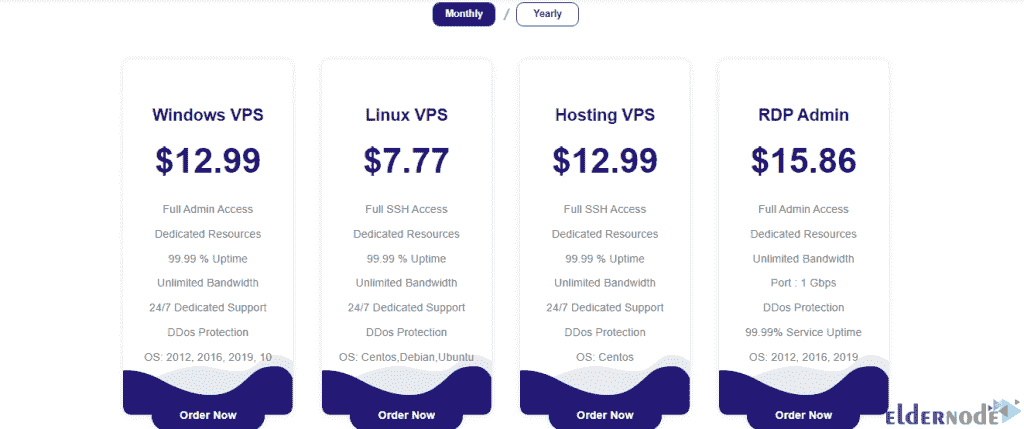 Monthly / Yearly
Windows VPS
$12.99
Full Admin Access
Dedicated Resources
99.99 % Uptime
Unlimited Bandwidth
24/7 Dedicated Support
DDos Protection
OS: 2012, 2016, 2019, 10
Order Now
Linux VPS
$7.77
Full SSH Access
Dedicated Resources
99.99 % Uptime
Unlimited Bandwidth
24/7 Dedicated Support
DDos Protection
OS: Centos,Debian,Ubuntu
Order Now
Hosting VPS
$12.99
Full SSH Access
Dedicated Resources
99.99 % Uptime
Unlimited Bandwidth
24/7 Dedicated Support
DDos Protection
OS: Centos
Order Now
RDP Admin
$15.86
Full Admin Access
Dedicated Resources
Unlimited Bandwidth
Port : 1 Gbps
DDos Protection
99.99% Service Uptime
OS: 2012, 2016, 2019
Order Now
ELDERNODE